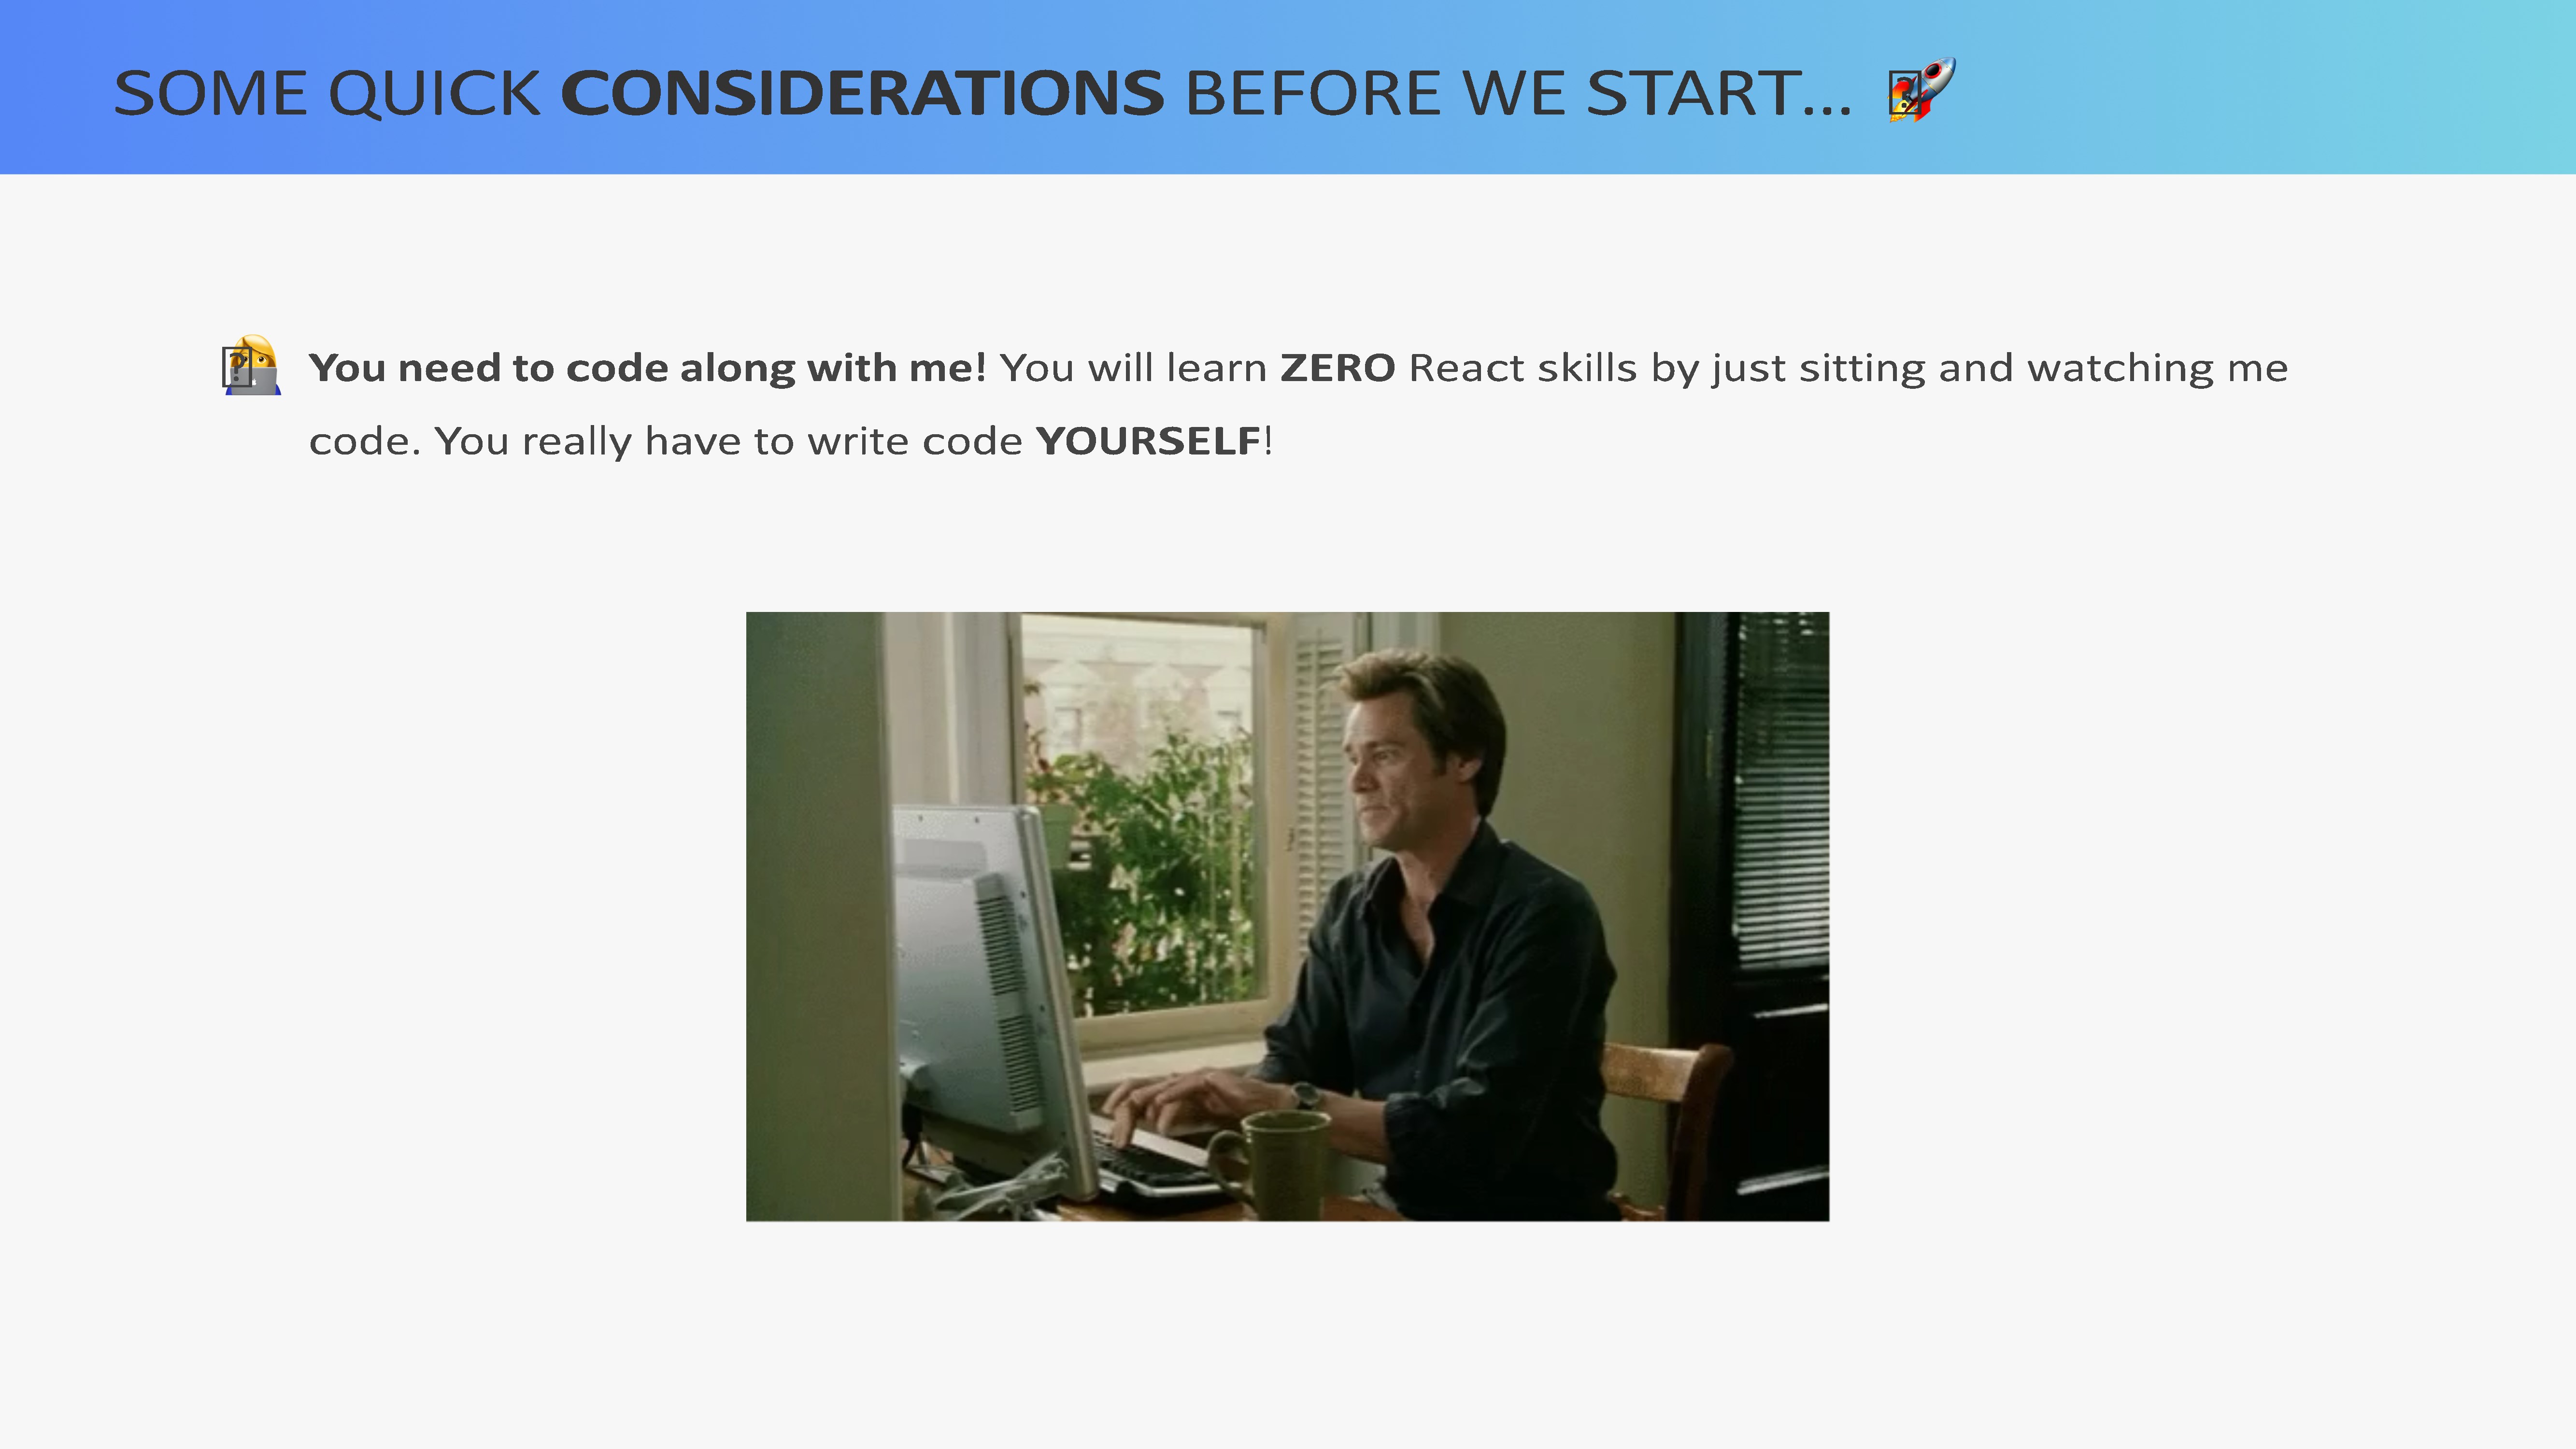 SOME QUICK CONSIDERATIONS BEFORE WE START... 🚀
👩‍💻 You need to code along with me! You will learn ZERO React skills by just sitting and watching me
code. You really have to write code YOURSELF!